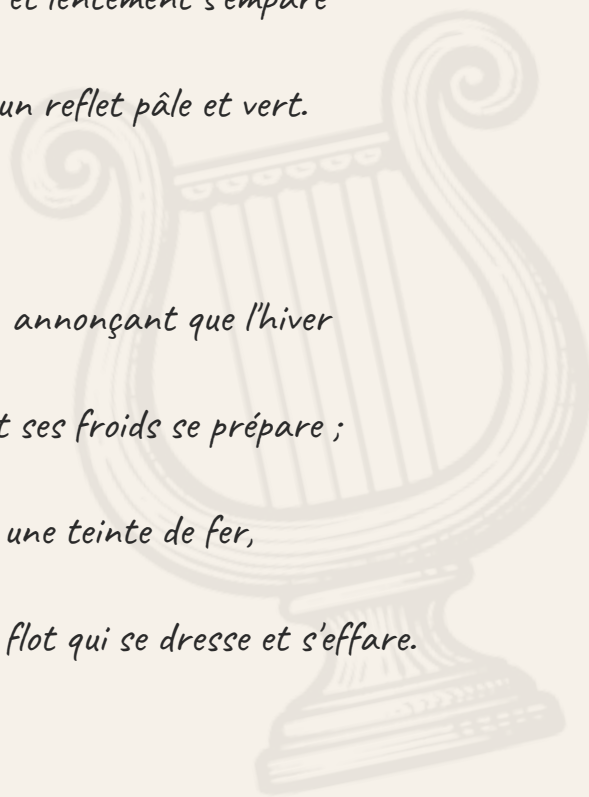 et lentement s'empare
un reflet pâle et vert.
annonçant que l'hiver
t ses froids se prépare ;
une teinte de fer,
flot qui se dresse et s'effare.